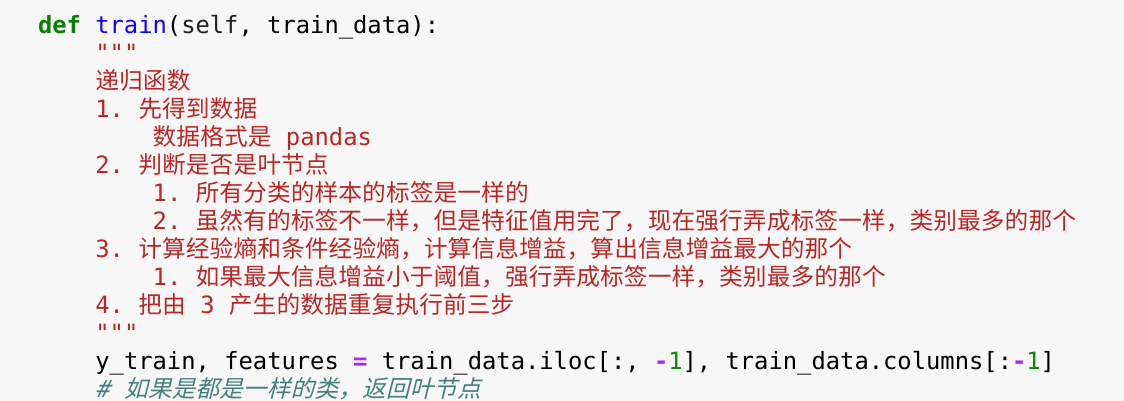 def train(self, train_data):
"""
递归函数
1. 先得到数据
数据格式是 pandas
2. 判断是否是叶节点
1. 所有分类的样本的标签是一样的
2. 虽然有的标签不一样，但是特征值用完了，现在强行弄成标签一样，类别最多的那个
3. 计算经验熵和条件经验熵，计算信息增益，算出信息增益最大的那个
1. 如果最大信息增益小于阈值，强行弄成标签一样，类别最多的那个
4. 把由 3 产生的数据重复执行前三步
"""
y_train, features = train_data.iloc[:, -1], train_data.columns[:-1]
# 如果是都是一样的类，返回叶节点